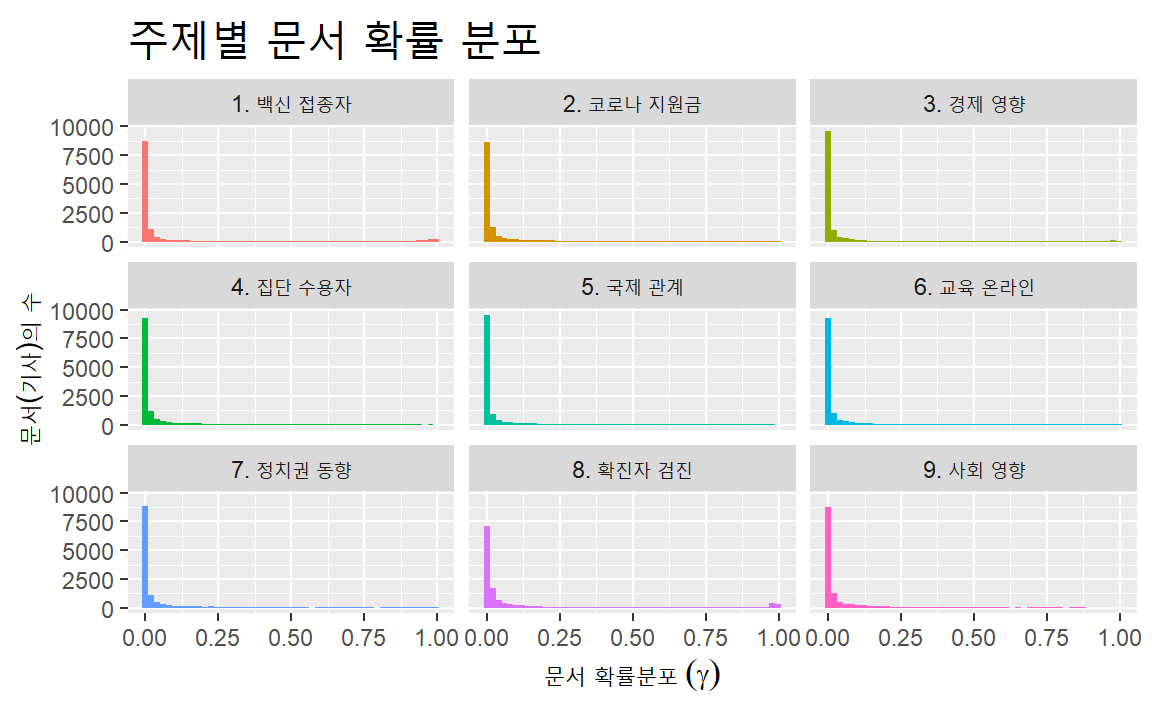 주제별 문서 확률 분포
1. 백신 접종자
2. 코로나 지원금
3. 경제 영향
10000
7500
5000
2500
0
4. 집단 수용자
5. 국제 관계
6. 교육 온라인
10000
7500
5000
2500
0
문서(기사)의 수
7. 정치권 동향
8. 확진자 검진
9. 사회 영향
10000
7500
5000
2500
0
0.00 0.25 0.50 0.75 1.00 0.00 0.25 0.50 0.75 1.00 0.00 0.25 0.50 0.75 1.00
문서 확률분포 (γ)